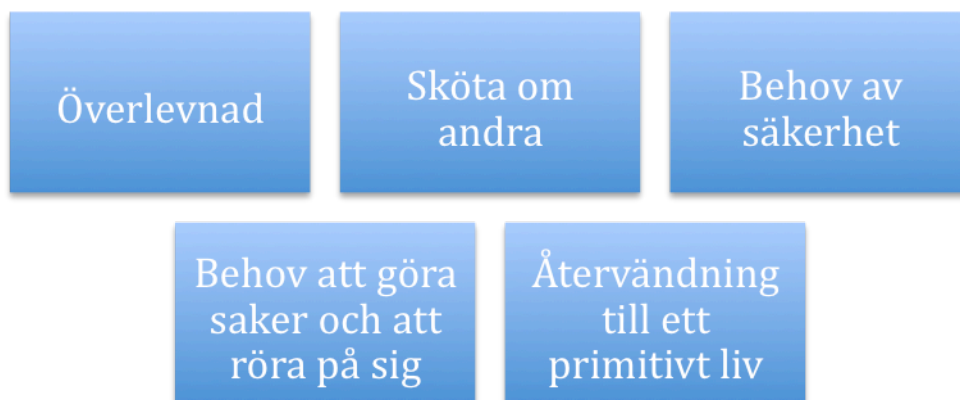 Överlevnad
Sköta om
andra
Behov av
säkerhet
Behov att göra
saker och att
röra på sig
Återvändning
till ett
primitivt liv